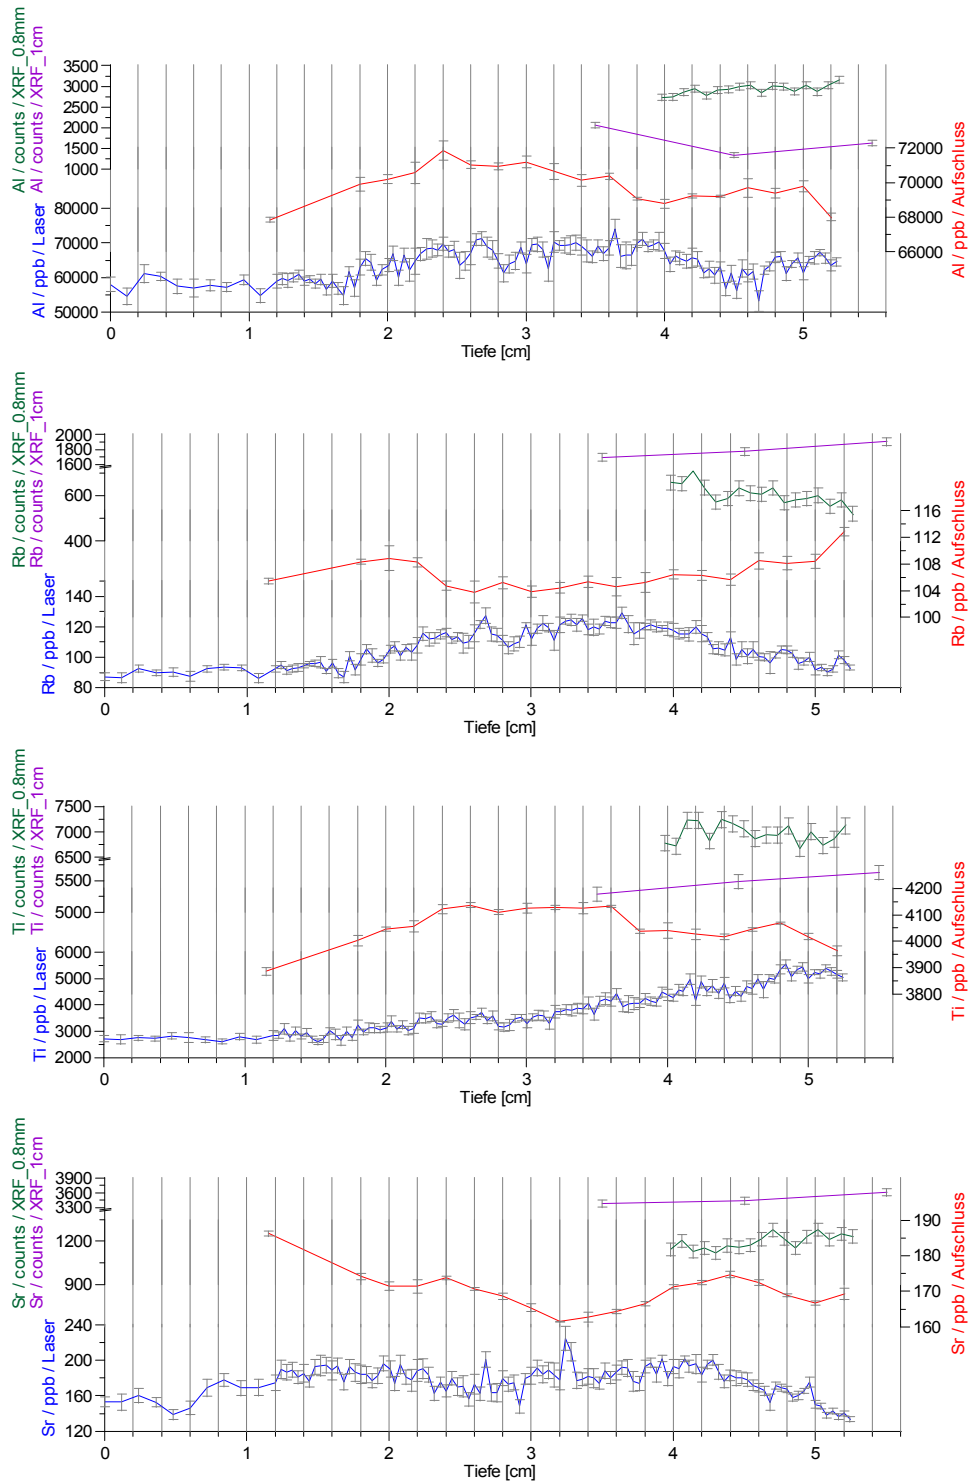 Al / counts / XRF_0.8mm
Al / counts / XRF_1cm
Al / ppb / Laser
3500
3000
2500
2000
1500
1000
80000
70000
60000
50000
72000
70000
68000
66000
Al / ppb / Aufschluss
0 1 2 3 4 5
Tiefe [cm]
Rb / counts / XRF_0.8mm
Rb / counts / XRF_1cm
Rb / ppb / Laser
2000
1800
1600
600
400
140
120
100
80
116
112
108
104
100
Rb / ppb / Aufschluss
0 1 2 3 4 5
Tiefe [cm]
Ti / counts / XRF_0.8mm
Ti / counts / XRF_1cm
Ti / ppb / Laser
7500
7000
6500
5500
5000
6000
5000
4000
3000
2000
4200
4100
4000
3900
3800
Ti / ppb / Aufschluss
0 1 2 3 4 5
Tiefe [cm]
Sr / counts / XRF_0.8mm
Sr / counts / XRF_1cm
Sr / ppb / Laser
3900
3600
3300
1200
900
240
200
160
120
190
180
170
160
Sr / ppb / Aufschluss
0 1 2 3 4 5
Tiefe [cm]